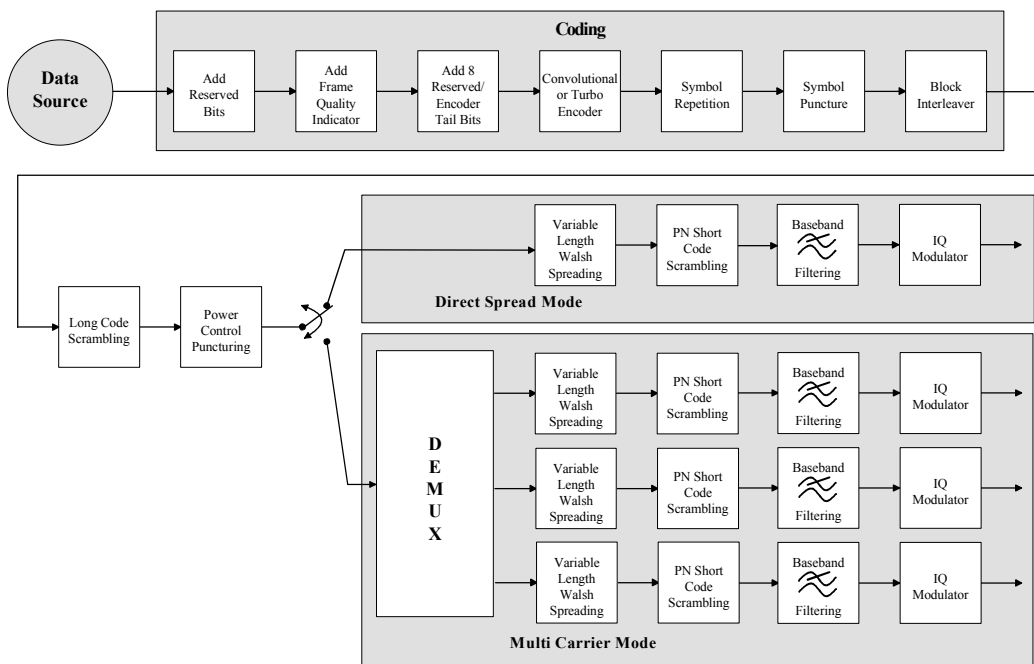 Coding
Data
Source
Add
Reserved
Bits
Add
Frame
Quality
Indicator
Add 8
Reserved/
Encoder
Tail Bits
Convolutional
or Turbo
Encoder
Symbol
Repetition
Symbol
Puncture
Block
Interleaver
Long Code
Scrambling
Power
Control
Puncturing
Variable
Length
Walsh
Spreading
PN Short
Code
Scrambling
Baseband
Filtering
IQ
Modulator
Direct Spread Mode
D
E
M
U
X
Variable
Length
Walsh
Spreading
PN Short
Code
Scrambling
Baseband
Filtering
IQ
Modulator
Variable
Length
Walsh
Spreading
PN Short
Code
Scrambling
Baseband
Filtering
IQ
Modulator
Variable
Length
Walsh
Spreading
PN Short
Code
Scrambling
Baseband
Filtering
IQ
Modulator
Multi Carrier Mode